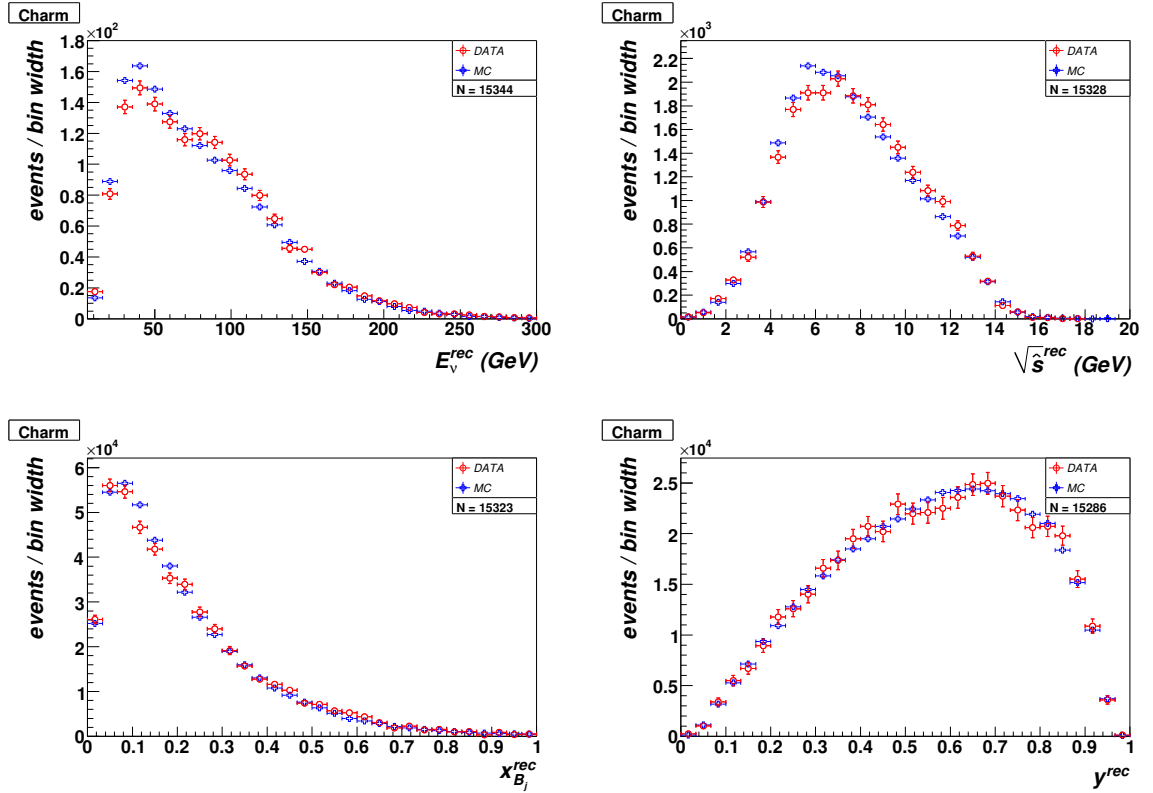 Charm
×10²
events / bin width
1.8
1.6
1.4
1.2
1
0.8
0.6
0.4
0.2
0
DATA
MC
N = 15344
50 100 150 200 250 300
E_ν^rec (GeV)
Charm
×10³
events / bin width
2.2
2
1.8
1.6
1.4
1.2
1
0.8
0.6
0.4
0.2
0
DATA
MC
N = 15328
0 2 4 6 8 10 12 14 16 18 20
√ŝ^rec (GeV)
Charm
×10⁴
events / bin width
6
5
4
3
2
1
0
DATA
MC
N = 15323
0 0.1 0.2 0.3 0.4 0.5 0.6 0.7 0.8 0.9 1
x_{B_j}^rec
Charm
×10⁴
events / bin width
2.5
2
1.5
1
0.5
0
DATA
MC
N = 15286
0 0.1 0.2 0.3 0.4 0.5 0.6 0.7 0.8 0.9 1
y^rec